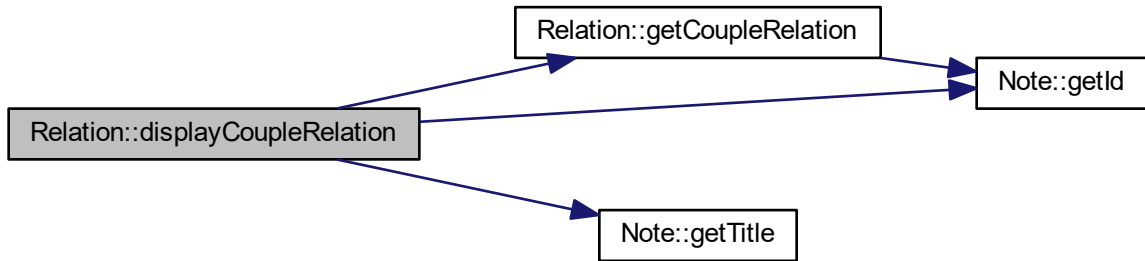 Relation::getCoupleRelation
Note::getId
Relation::displayCoupleRelation
Note::getTitle